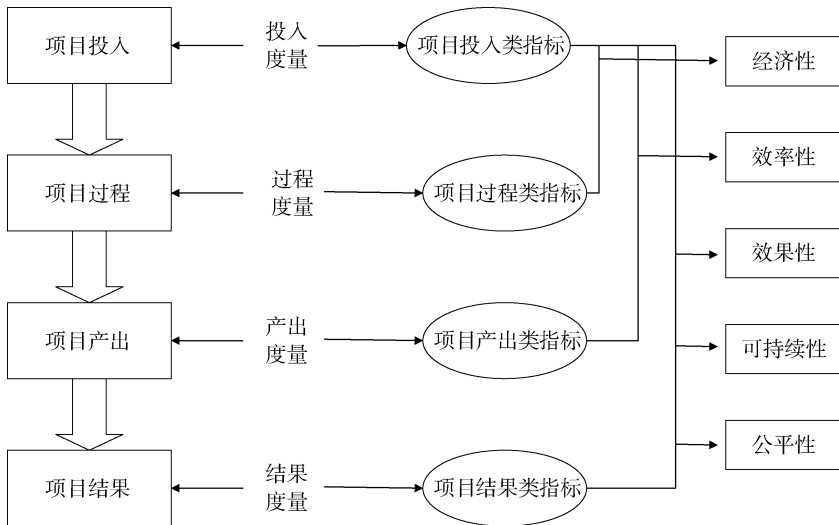 项目投入
投入
度量
项目投入类指标
经济性
效率性
项目过程
过程
度量
项目过程类指标
效果性
项目产出
产出
度量
项目产出类指标
可持续性
公平性
项目结果
结果
度量
项目结果类指标